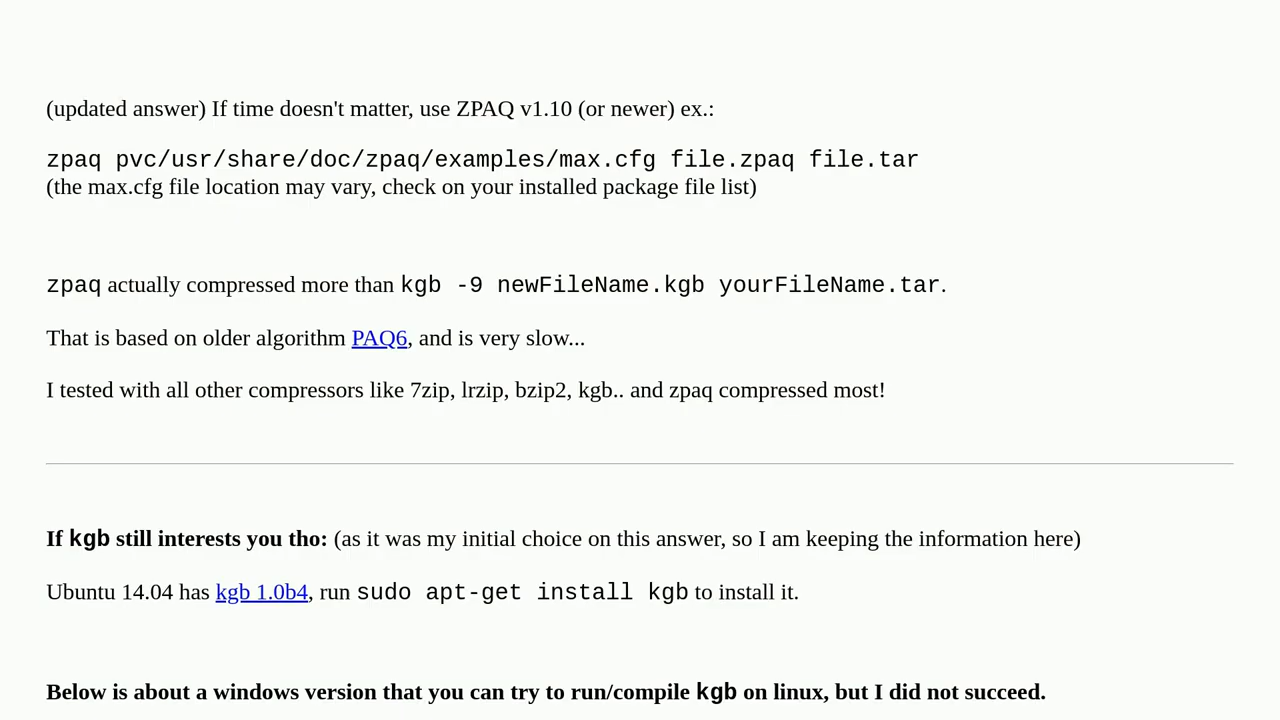 (updated answer) If time doesn't matter, use ZPAQ v1.10 (or newer) ex.:
zpaq pvc/usr/share/doc/zpaq/examples/max.cfg file.zpaq file.tar
(the max.cfg file location may vary, check on your installed package file list)
zpaq actually compressed more than kgb -9 newFileName.kgb yourFileName.tar.
That is based on older algorithm PAQ6, and is very slow...
I tested with all other compressors like 7zip, lrzip, bzip2, kgb.. and zpaq compressed most!
If kgb still interests you tho: (as it was my initial choice on this answer, so I am keeping the information here)
Ubuntu 14.04 has kgb 1.0b4, run sudo apt-get install kgb to install it.
Below is about a windows version that you can try to run/compile kgb on linux, but I did not succeed.